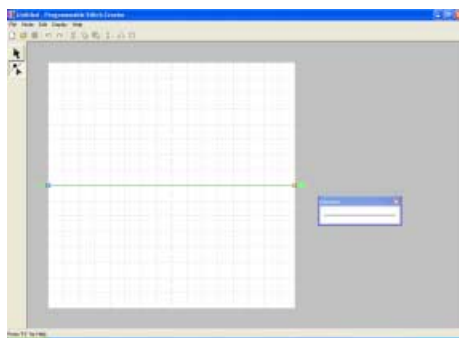 Untitled - Programmable Stitch Creator
File Mode Edit Display Help
Press "F1" for Help.